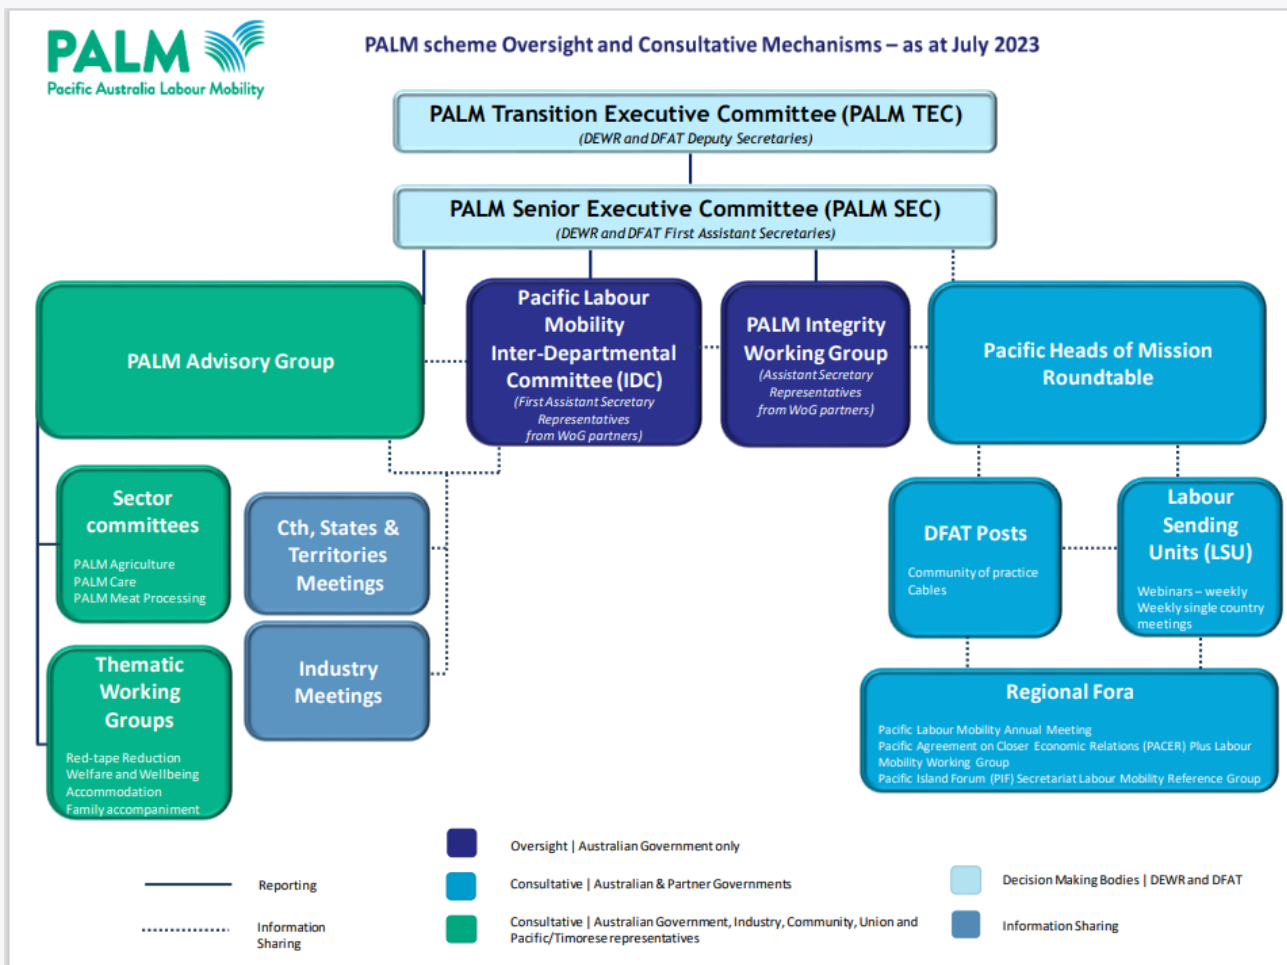 PALM
Pacific Australia Labour Mobility
PALM scheme Oversight and Consultative Mechanisms – as at July 2023
PALM Transition Executive Committee (PALM TEC)
(DEWR and DFAT Deputy Secretaries)
PALM Senior Executive Committee (PALM SEC)
(DEWR and DFAT First Assistant Secretaries)
PALM Advisory Group
Pacific Labour
Mobility
Inter-Departmental
Committee (IDC)
(First Assistant Secretary
Representatives
from WoG partners)
PALM Integrity
Working Group
(Assistant Secretary
Representatives
from WoG partners)
Pacific Heads of Mission
Roundtable
Sector
committees
PALM Agriculture
PALM Care
PALM Meat Processing
Cth, States &
Territories
Meetings
DFAT Posts
Community of practice
Cables
Labour
Sending
Units (LSU)
Webinars – weekly
Weekly single country
meetings
Thematic
Working
Groups
Red-tape Reduction
Welfare and Wellbeing
Accommodation
Family accompaniment
Industry
Meetings
Regional Fora
Pacific Labour Mobility Annual Meeting
Pacific Agreement on Closer Economic Relations (PACER) Plus Labour
Mobility Working Group
Pacific Island Forum (PIF) Secretariat Labour Mobility Reference Group
Reporting
Information
Sharing
Oversight | Australian Government only
Consultative | Australian & Partner Governments
Consultative | Australian Government, Industry, Community, Union and
Pacific/Timorese representatives
Decision Making Bodies | DEWR and DFAT
Information Sharing